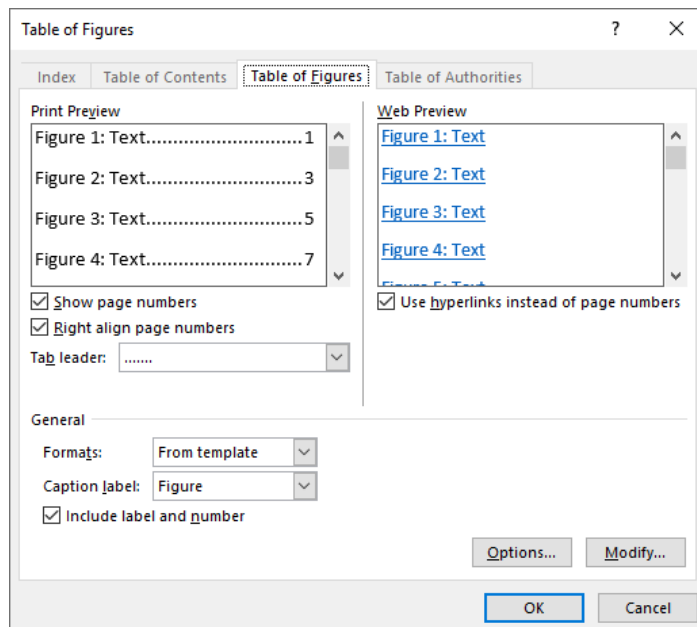 Table of Figures ? ×
Index Table of Contents Table of Figures Table of Authorities
Print Preview Web Preview
Figure 1: Text................................1
Figure 2: Text................................3
Figure 3: Text................................5
Figure 4: Text................................7
Figure 1: Text
Figure 2: Text
Figure 3: Text
Figure 4: Text
Figure 5: Text
Show page numbers
Right align page numbers
Tab leader: .......
Use hyperlinks instead of page numbers
General
Formats: From template
Caption label: Figure
Include label and number
Options... Modify...
OK Cancel